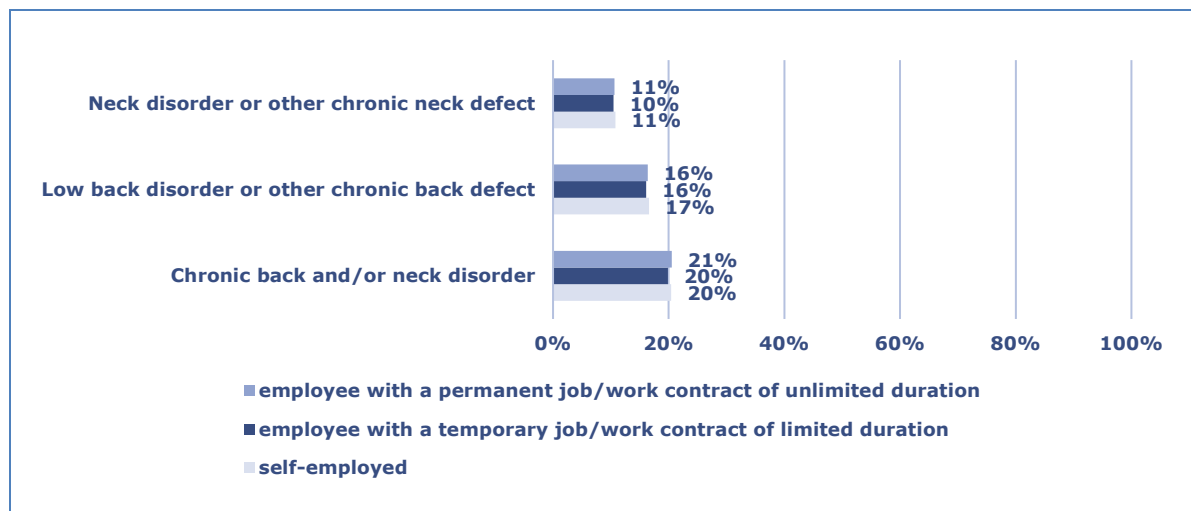 Neck disorder or other chronic neck defect
11%
10%
11%
Low back disorder or other chronic back defect
16%
16%
17%
Chronic back and/or neck disorder
21%
20%
20%
0% 20% 40% 60% 80% 100%
employee with a permanent job/work contract of unlimited duration
employee with a temporary job/work contract of limited duration
self-employed